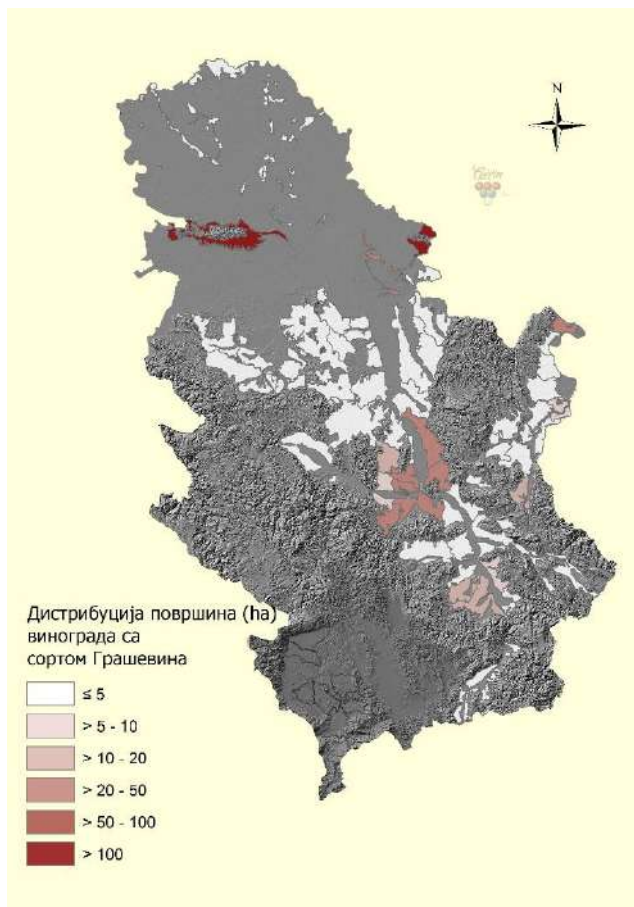 N
Дистрибуција површина (ha)
винограда са
сортом Грашевина
≤ 5
> 5 - 10
> 10 - 20
> 20 - 50
> 50 - 100
> 100